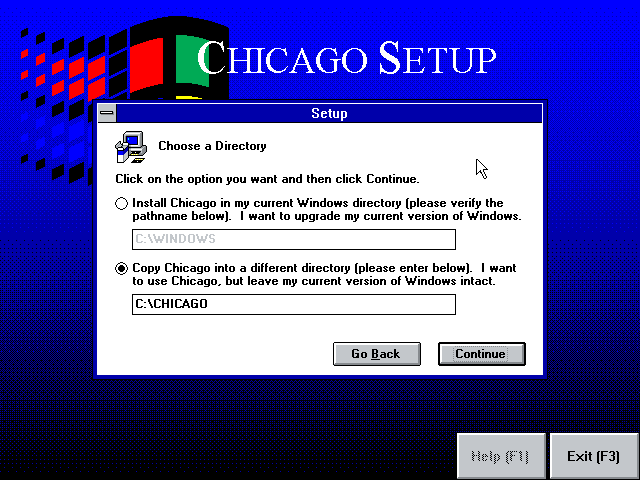 CHICAGO SETUP
Setup
Choose a Directory
Click on the option you want and then click Continue.
Install Chicago in my current Windows directory (please verify the
pathname below).  I want to upgrade my current version of Windows.
C:\WINDOWS
Copy Chicago into a different directory (please enter below).  I want
to use Chicago, but leave my current version of Windows intact.
C:\CHICAGO
Go Back
Continue
Help (F1)
Exit (F3)